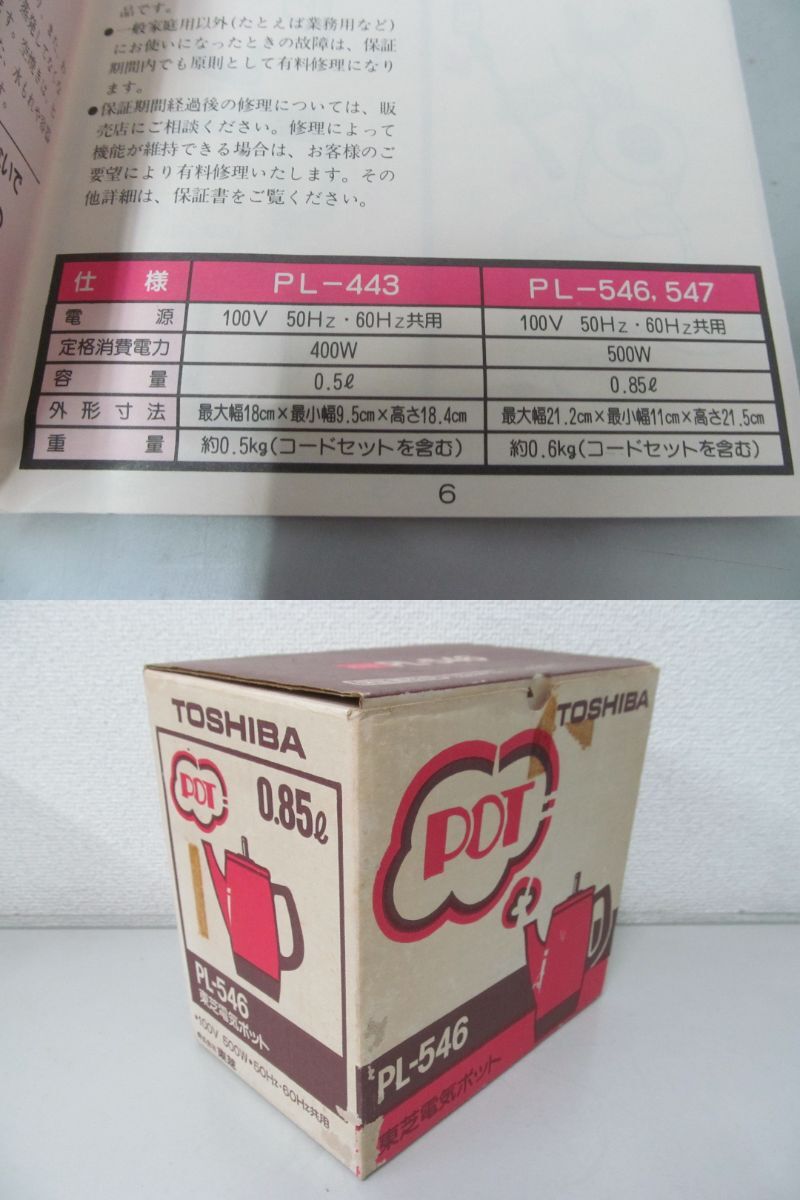 品です。
●一般家庭用以外(たとえば業務用など)
にお使いになったときの故障は、保証
期間内でも原則として有料修理になり
ます。
●保証期間経過後の修理については、販
売店にご相談ください。修理によって
機能が維持できる場合は、お客様のご
要望により有料修理いたします。その
他詳細は、保証書をご覧ください。
仕様 PL-443 PL-546, 547
電源 100V 50Hz・60Hz共用 100V 50Hz・60Hz共用
定格消費電力 400W 500W
容量 0.5ℓ 0.85ℓ
外形寸法 最大幅18cm×最小幅9.5cm×高さ18.4cm 最大幅21.2cm×最小幅11cm×高さ21.5cm
重量 約0.5kg(コードセットを含む) 約0.6kg(コードセットを含む)
6
PL-546
TOSHIBA
POT
0.85ℓ
PL-546
東芝電気ポット
•100V 500W•50Hz・60Hz共用
TOSHIBA
POT
PL-546
東芝電気ポット